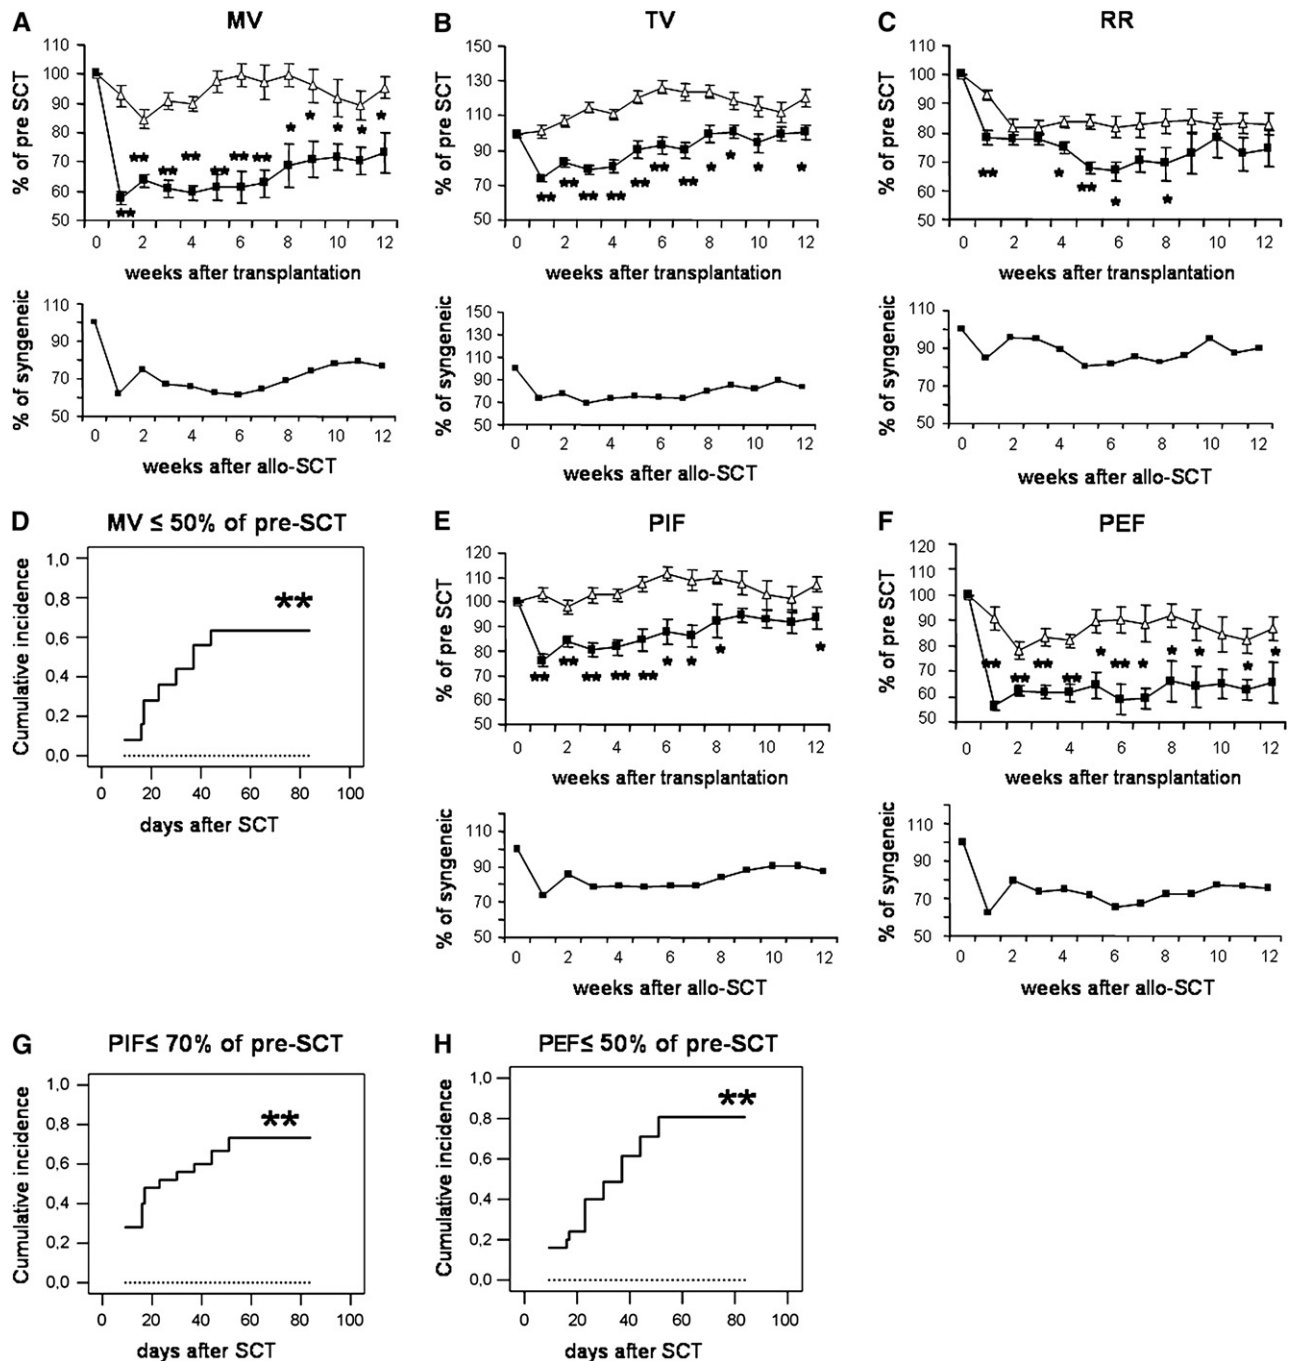 A MV
110
100
90
80
70
60
50
% of pre SCT
** ** ** ** ** ** ** * * * * *
0 2 4 6 8 10 12
weeks after transplantation
110
90
70
50
% of syngeneic
0 2 4 6 8 10 12
weeks after allo-SCT
B TV
150
130
110
90
70
50
% of pre SCT
** ** ** ** ** ** ** * * * *
0 2 4 6 8 10 12
weeks after transplantation
150
130
110
90
70
50
% of syngeneic
0 2 4 6 8 10 12
weeks after allo-SCT
C RR
110
100
90
80
70
60
50
% of pre SCT
** * ** * *
0 2 4 6 8 10 12
weeks after transplantation
110
90
70
50
% of syngeneic
0 2 4 6 8 10 12
weeks after allo-SCT
D MV ≤ 50% of pre-SCT
1,0
0,8
0,6
0,4
0,2
0,0
Cumulative incidence
**
0 20 40 60 80 100
days after SCT
E PIF
120
110
100
90
80
70
60
50
% of pre SCT
** ** ** ** ** * * * *
0 2 4 6 8 10 12
weeks after transplantation
110
90
70
50
% of syngeneic
0 2 4 6 8 10 12
weeks after allo-SCT
F PEF
120
110
100
90
80
70
60
50
% of pre SCT
** ** ** ** * ** * * * * *
0 2 4 6 8 10 12
weeks after transplantation
110
90
70
50
% of syngeneic
0 2 4 6 8 10 12
weeks after allo-SCT
G PIF≤ 70% of pre-SCT
1,0
0,8
0,6
0,4
0,2
0,0
Cumulative incidence
**
0 20 40 60 80 100
days after SCT
H PEF≤ 50% of pre-SCT
1,0
0,8
0,6
0,4
0,2
0,0
Cumulative incidence
**
0 20 40 60 80 100
days after SCT